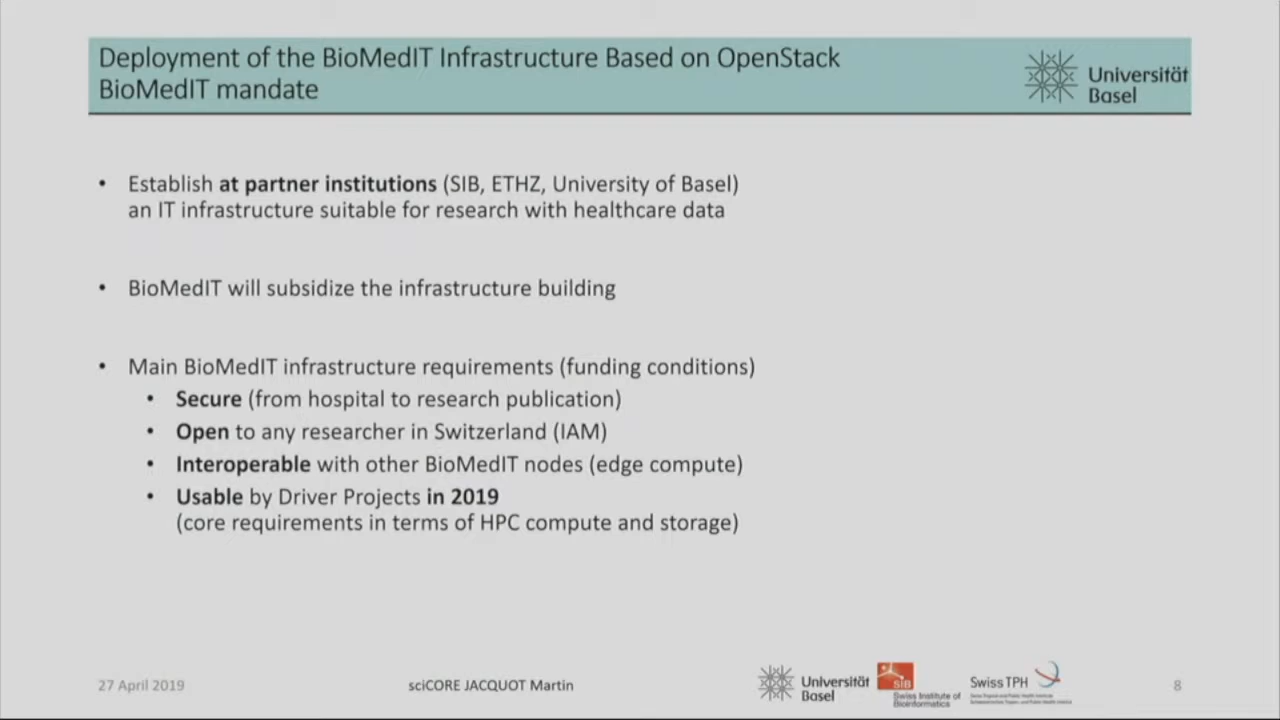 Deployment of the BioMedIT Infrastructure Based on OpenStack
BioMedIT mandate
Universität
Basel
• Establish at partner institutions (SIB, ETHZ, University of Basel)
an IT infrastructure suitable for research with healthcare data
• BioMedIT will subsidize the infrastructure building
• Main BioMedIT infrastructure requirements (funding conditions)
• Secure (from hospital to research publication)
• Open to any researcher in Switzerland (IAM)
• Interoperable with other BioMedIT nodes (edge compute)
• Usable by Driver Projects in 2019
(core requirements in terms of HPC compute and storage)
27 April 2019
sciCORE JACQUOT Martin
Universität
Basel
SIB
Swiss Institute of
Bioinformatics
Swiss TPH
8